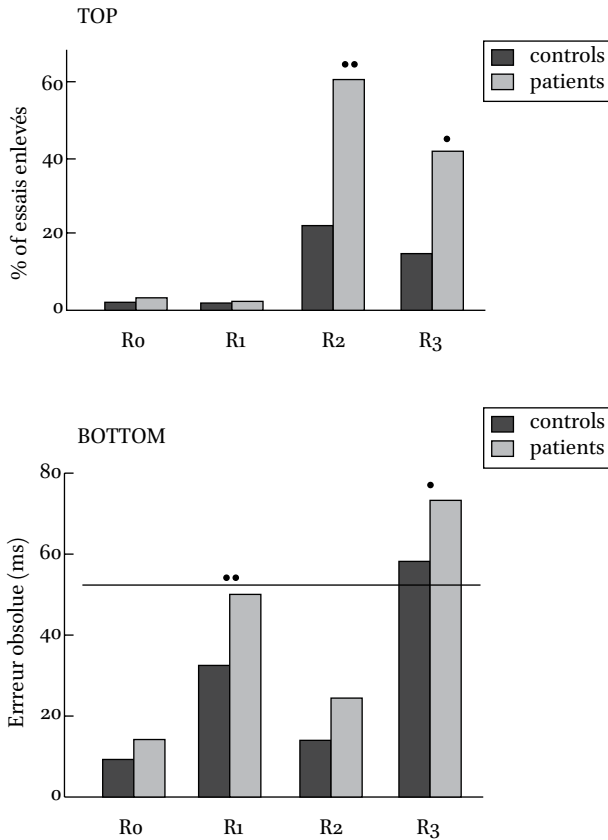 TOP
controls
patients
% of essais enlevés
60
40
20
0
R0
R1
R2
R3
BOTTOM
controls
patients
Errreur obsolue (ms)
80
60
40
20
0
R0
R1
R2
R3